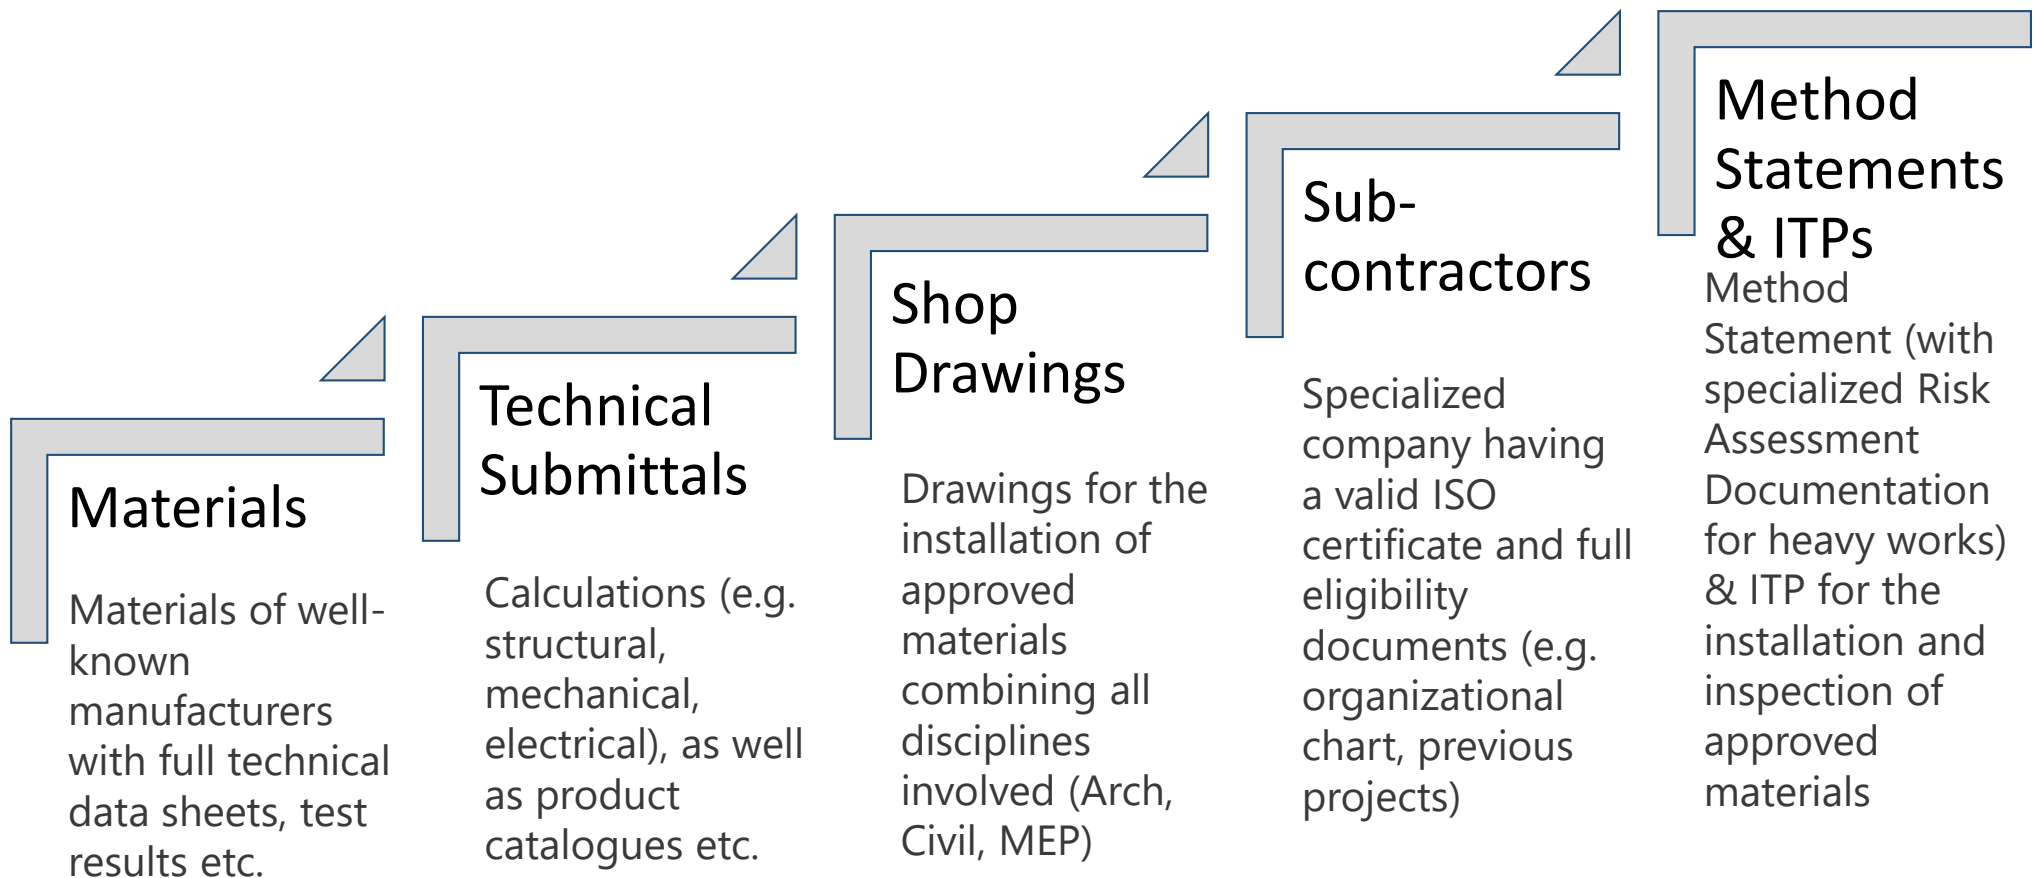 Materials
Materials of well-
known
manufacturers
with full technical
data sheets, test
results etc.
Technical
Submittals
Calculations (e.g.
structural,
mechanical,
electrical), as well
as product
catalogues etc.
Shop
Drawings
Drawings for the
installation of
approved
materials
combining all
disciplines
involved (Arch,
Civil, MEP)
Sub-
contractors
Specialized
company having
a valid ISO
certificate and full
eligibility
documents (e.g.
organizational
chart, previous
projects)
Method
Statements
& ITPs
Method
Statement (with
specialized Risk
Assessment
Documentation
for heavy works)
& ITP for the
installation and
inspection of
approved
materials